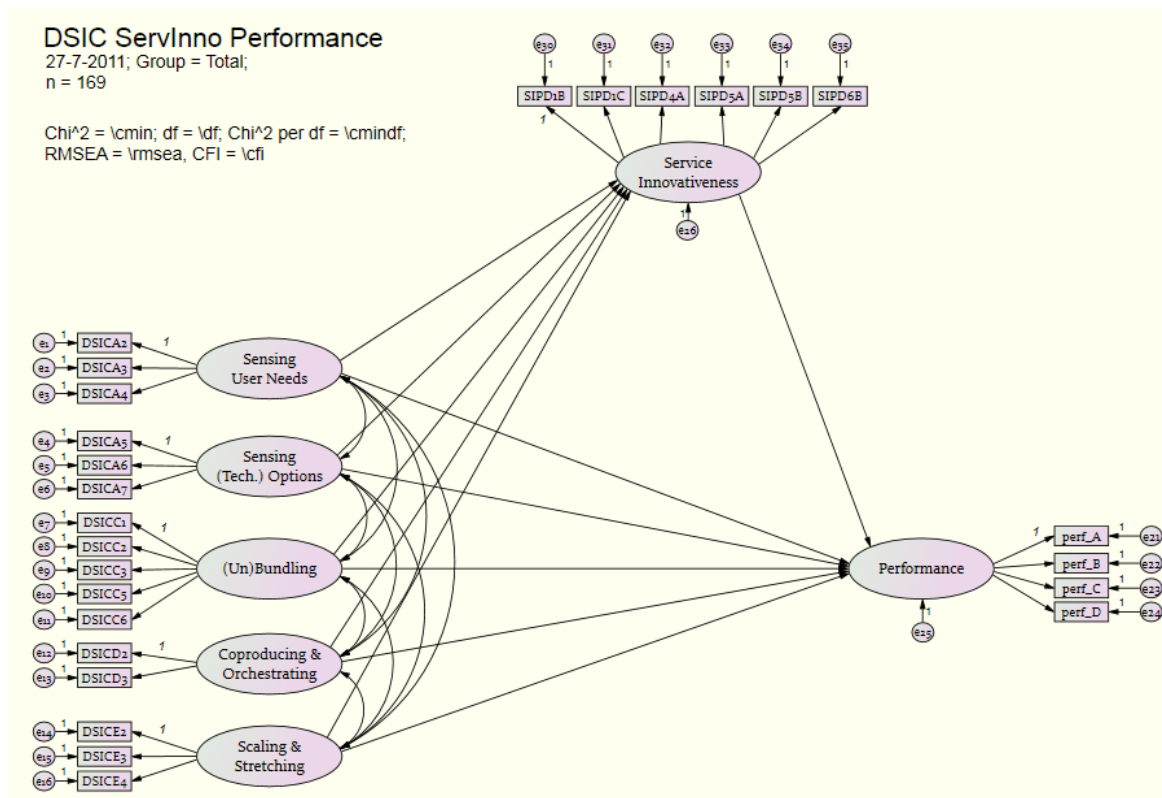 DSIC ServInno Performance
27-7-2011; Group = Total;
n = 169
Chi^2 = \cmin; df = \df; Chi^2 per df = \cmindf;
RMSEA = \rmsea, CFI = \cfi
e30 e31 e32 e33 e34 e35
1 1 1 1 1 1
SIPD1B SIPD1C SIPD4A SIPD5A SIPD5B SIPD6B
1
Service
Innovativeness
1
e26
e1 1 DSICA2 1
e2 1 DSICA3
e3 1 DSICA4
Sensing
User Needs
e4 1 DSICA5 1
e5 1 DSICA6
e6 1 DSICA7
Sensing
(Tech.) Options
e7 1 DSICC1 1
e8 1 DSICC2
e9 1 DSICC3
e10 1 DSICC5
e11 1 DSICC6
(Un)Bundling
e12 1 DSICD2 1
e13 1 DSICD3
Coproducing &
Orchestrating
e14 1 DSICE2 1
e15 1 DSICE3
e16 1 DSICE4
Scaling &
Stretching
Performance
1
e25
1 perf_A 1 e21
perf_B 1 e22
perf_C 1 e23
perf_D 1 e24